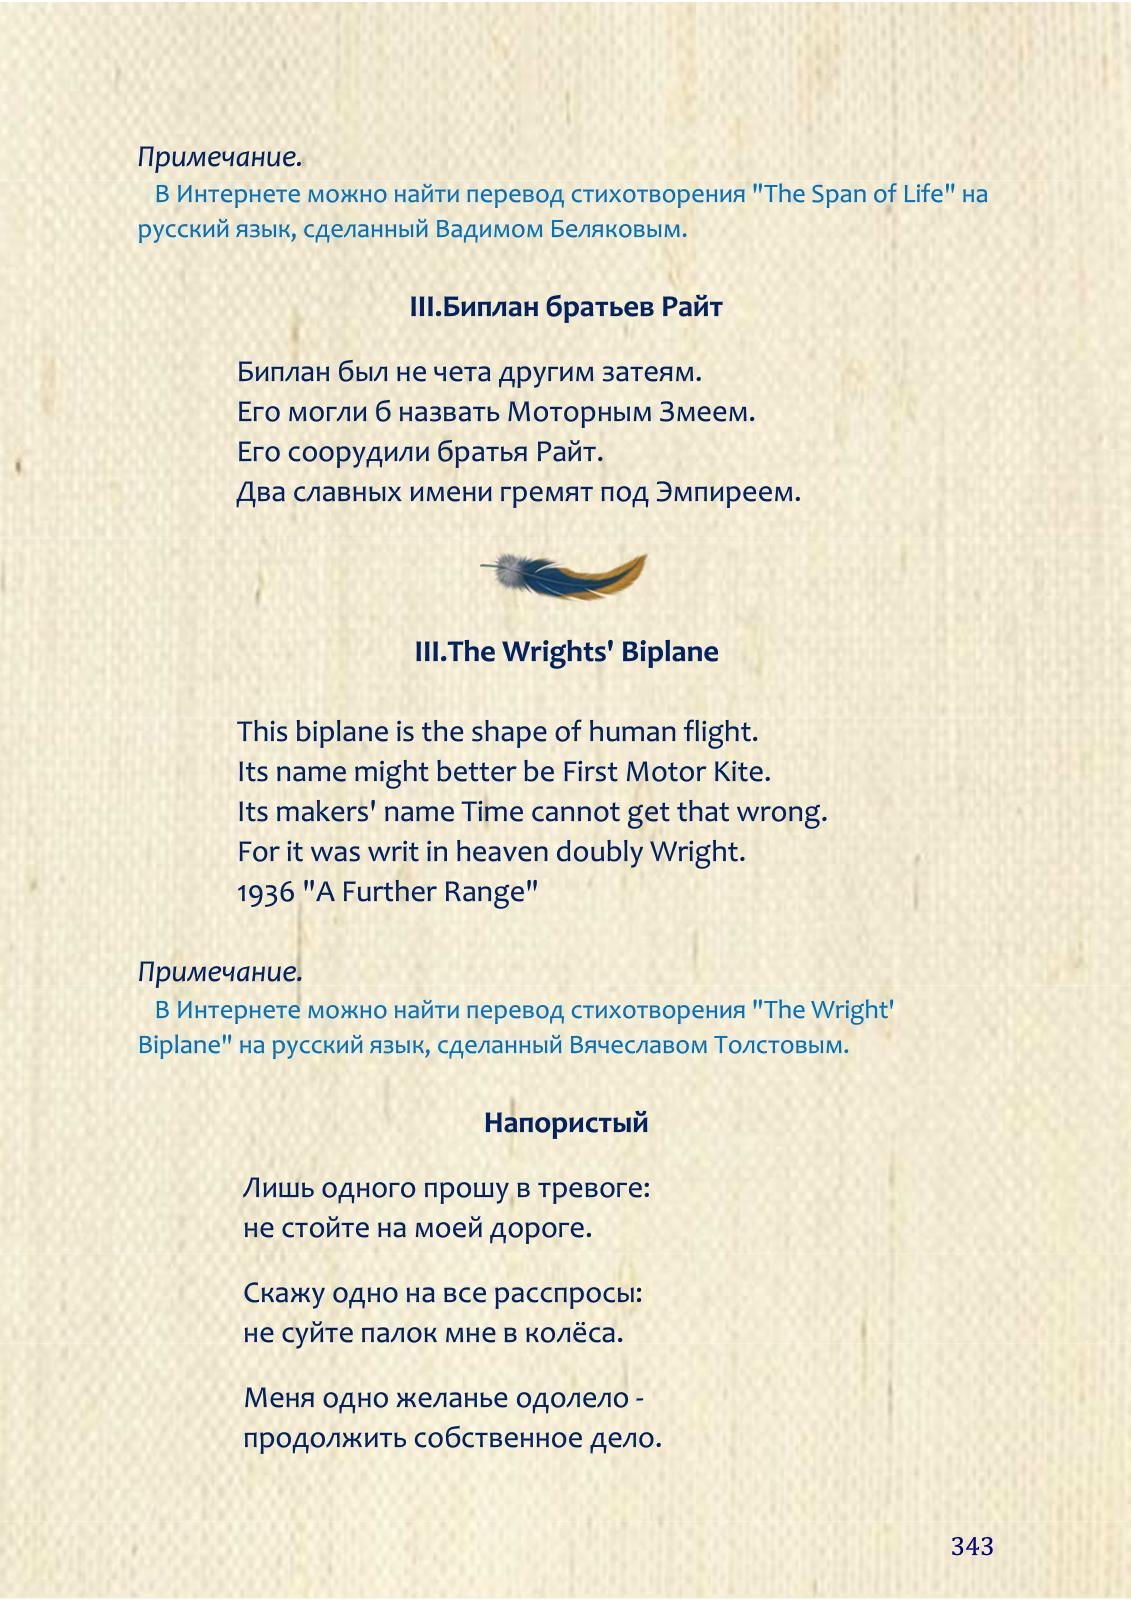 Примечание.
В Интернете можно найти перевод стихотворения "The Span of Life" на
русский язык, сделанный Вадимом Беляковым.
III.Биплан братьев Райт
Биплан был не чета другим затеям.
Его могли б назвать Моторным Змеем.
Его соорудили братья Райт.
Два славных имени гремят под Эмпиреем.
III.The Wrights' Biplane
This biplane is the shape of human flight.
Its name might better be First Motor Kite.
Its makers' name Time cannot get that wrong.
For it was writ in heaven doubly Wright.
1936 "A Further Range"
Примечание.
В Интернете можно найти перевод стихотворения "The Wright'
Biplane" на русский язык, сделанный Вячеславом Толстовым.
Напористый
Лишь одного прошу в тревоге:
не стойте на моей дороге.
Скажу одно на все расспросы:
не суйте палок мне в колёса.
Меня одно желанье одолело -
продолжить собственное дело.
343